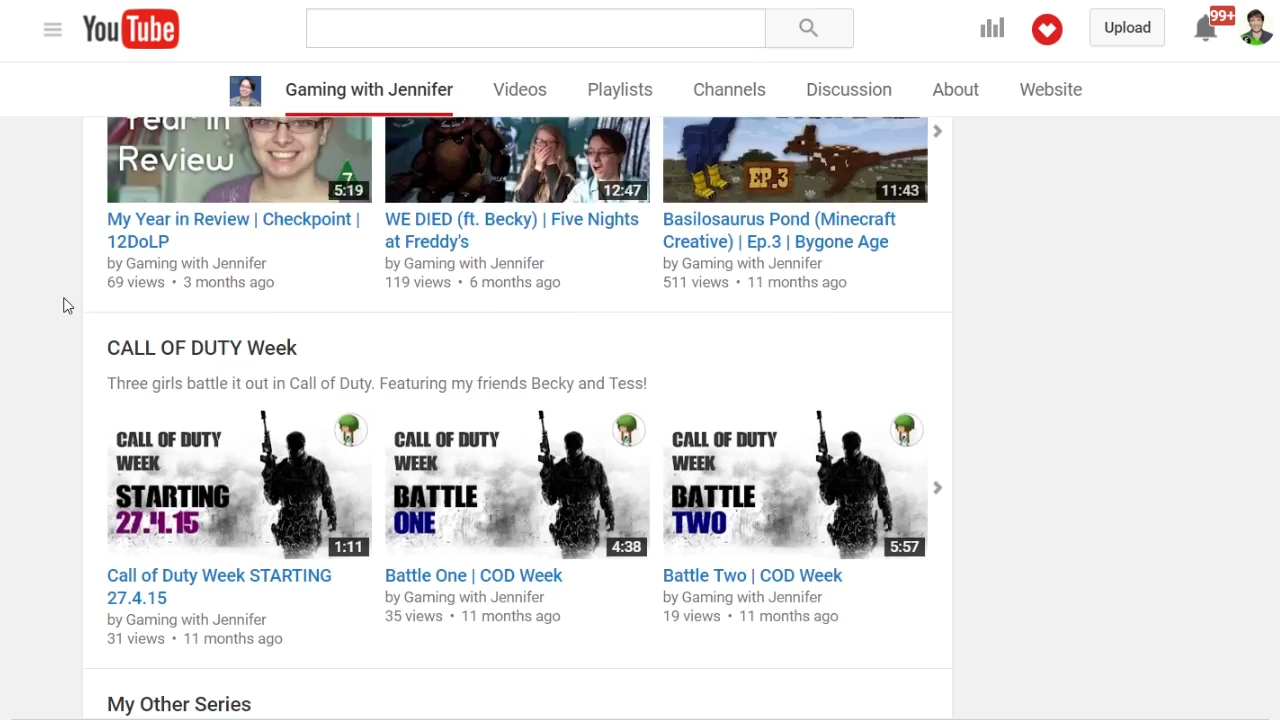 YouTube
Upload
99+
Gaming with Jennifer
Videos
Playlists
Channels
Discussion
About
Website
Year in
Review
7
5:19
12:47
EP.3
11:43
My Year in Review | Checkpoint |
12DoLP
by Gaming with Jennifer
69 views • 3 months ago
WE DIED (ft. Becky) | Five Nights
at Freddy's
by Gaming with Jennifer
119 views • 6 months ago
Basilosaurus Pond (Minecraft
Creative) | Ep.3 | Bygone Age
by Gaming with Jennifer
511 views • 11 months ago
CALL OF DUTY Week
Three girls battle it out in Call of Duty. Featuring my friends Becky and Tess!
CALL OF DUTY
WEEK
STARTING
27.4.15
1:11
CALL OF DUTY
WEEK
BATTLE
ONE
4:38
CALL OF DUTY
WEEK
BATTLE
TWO
5:57
Call of Duty Week STARTING
27.4.15
by Gaming with Jennifer
31 views • 11 months ago
Battle One | COD Week
by Gaming with Jennifer
35 views • 11 months ago
Battle Two | COD Week
by Gaming with Jennifer
19 views • 11 months ago
My Other Series